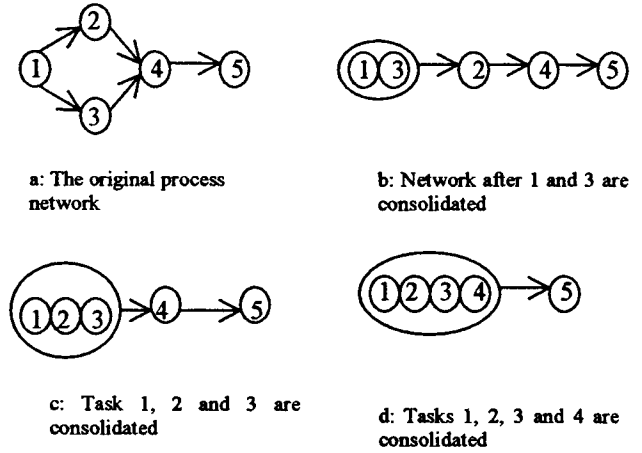 2
1
4
5
3
1 3 2 4 5
a: The original process
network
b: Network after 1 and 3 are
consolidated
1 2 3 4 5
1 2 3 4 5
c: Task 1, 2 and 3 are
consolidated
d: Tasks 1, 2, 3 and 4 are
consolidated